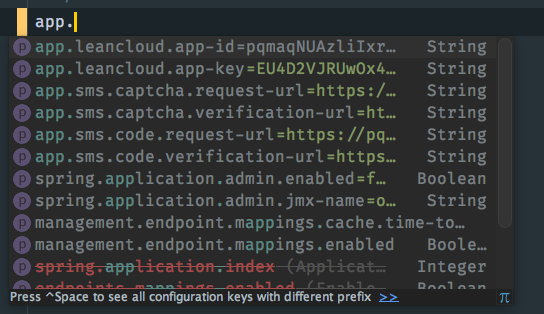 app.
app.leancloud.app-id=pqmaqNUAzliIxr… String
app.leancloud.app-key=EU4D2VJRUwOx4… String
app.sms.captcha.request-url=https:/… String
app.sms.captcha.verification-url=ht… String
app.sms.code.request-url=https://pq… String
app.sms.code.verification-url=https… String
spring.application.admin.enabled=f… Boolean
spring.application.admin.jmx-name=o… String
management.endpoint.mappings.cache.time-to…
management.endpoint.mappings.enabled Boole…
spring.application.index (Applicat… Integer
endpoints.mappings.enabled (Enable… Boolean
Press ^Space to see all configuration keys with different prefix >> π